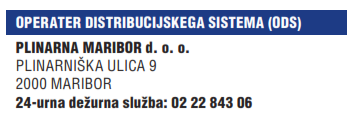 OPERATER DISTRIBUCIJSKEGA SISTEMA (ODS)
PLINARNA MARIBOR d. o. o.
PLINARNIŠKA ULICA 9
2000 MARIBOR
24-urna dežurna služba: 02 22 843 06